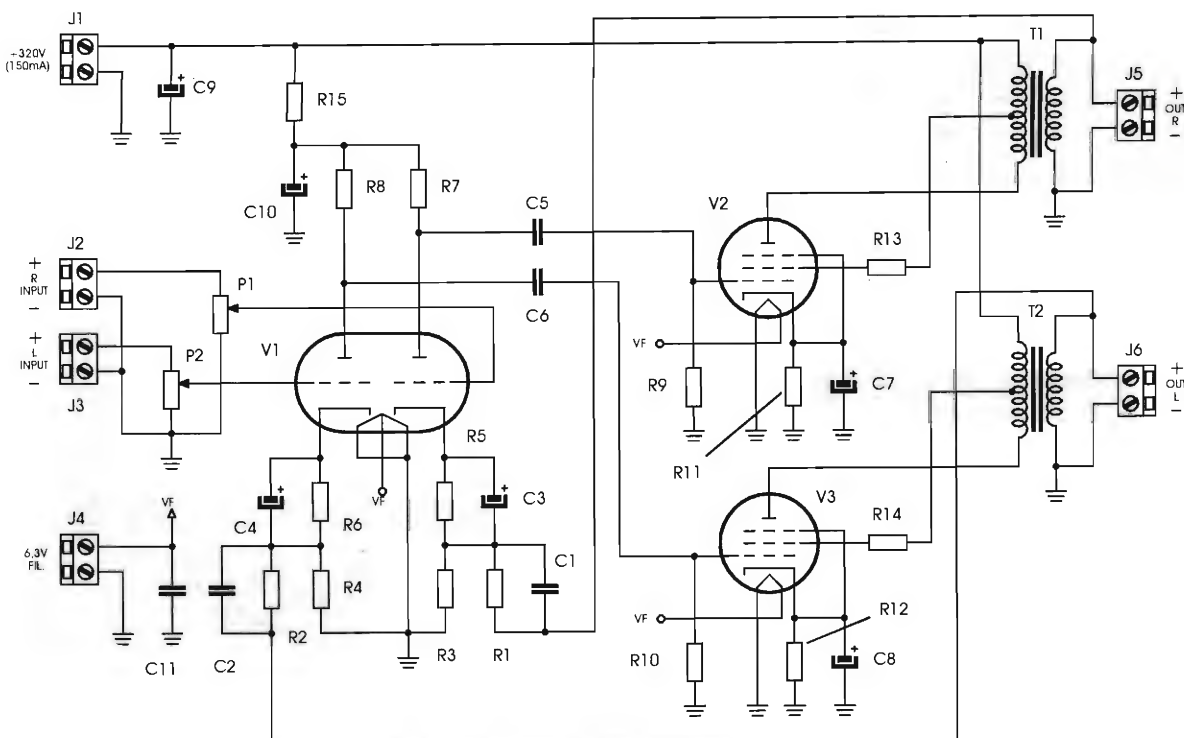 J1
+320V
(150mA)
C9
R15
C10
R8
R7
C5
C6
V2
R13
T1
J5
+
OUT
R
−
J2
+
R
INPUT
−
P1
+
L
INPUT
−
J3
P2
V1
VF
R9
R11
C7
T2
J6
+
OUT
L
−
R5
VF
C3
C4
R6
R4
C1
V3
R14
J4
6,3V
FIL.
VF
C11
C2
R2
R3
R1
VF
R10
R12
C8
+
+
+
+
+
+